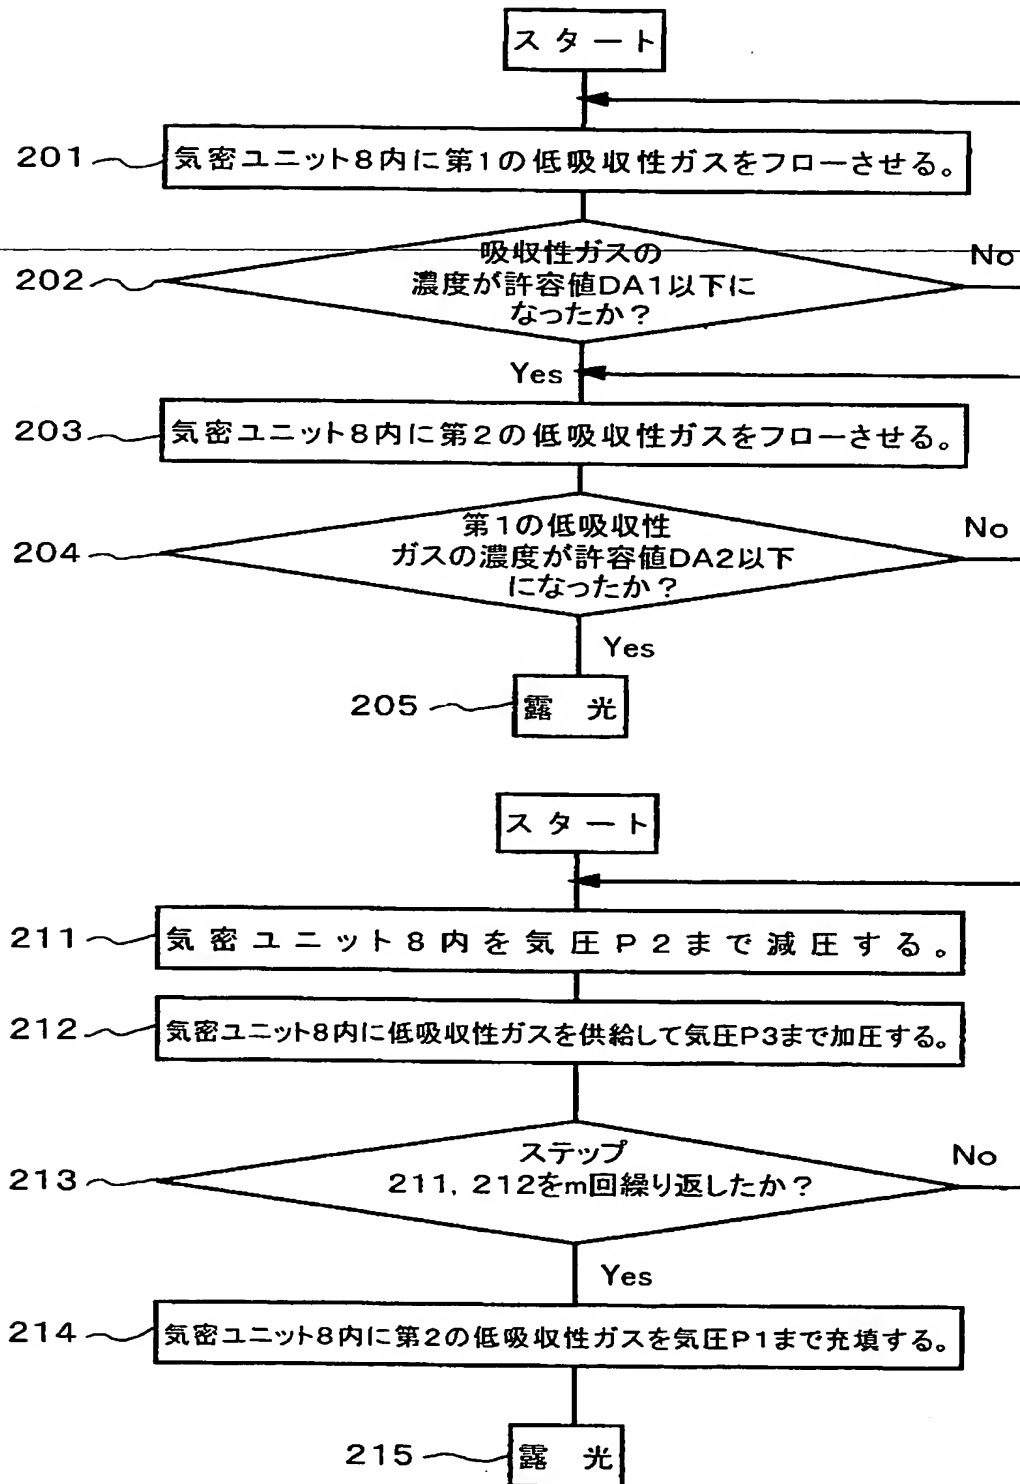 スタート
201
気密ユニット8内に第1の低吸収性ガスをフローさせる。
202
吸収性ガスの
濃度が許容値DA1以下に
なったか？
No
Yes
203
気密ユニット8内に第2の低吸収性ガスをフローさせる。
204
第1の低吸収性
ガスの濃度が許容値DA2以下
になったか？
No
Yes
205
露 光
スタート
211
気密ユニット8内を気圧P2まで減圧する。
212
気密ユニット8内に低吸収性ガスを供給して気圧P3まで加圧する。
213
ステップ
211, 212をm回繰り返したか？
No
Yes
214
気密ユニット8内に第2の低吸収性ガスを気圧P1まで充填する。
215
露 光